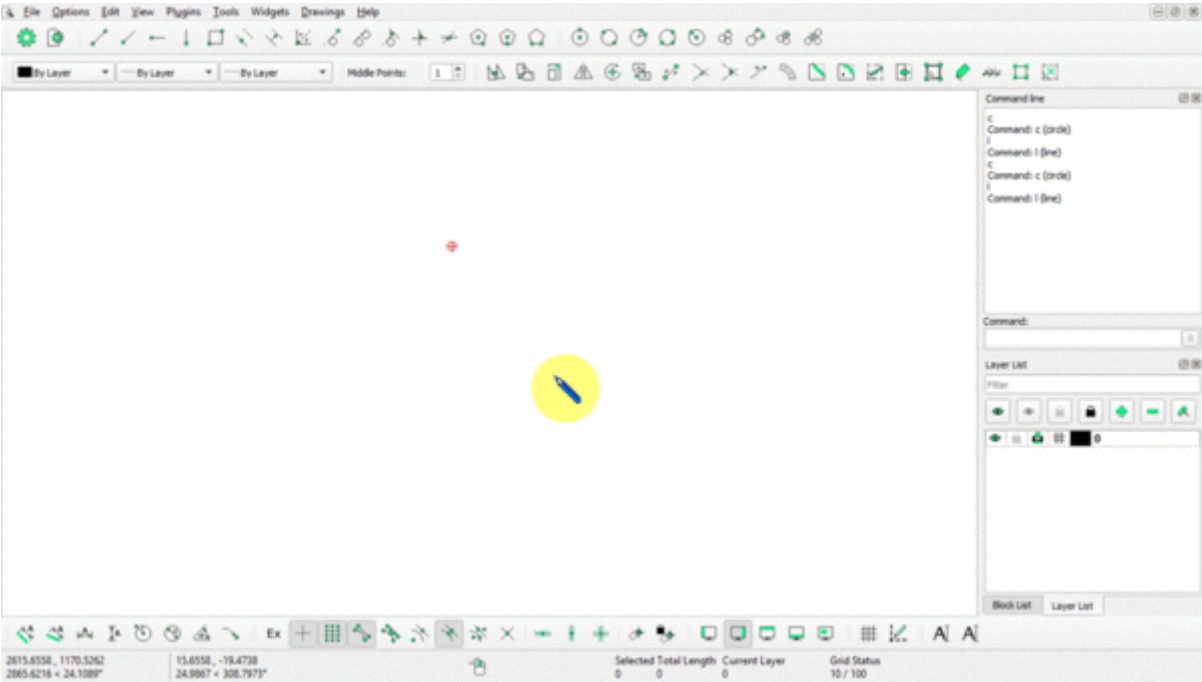 File Options Edit View Plugins Tools Widgets Drawings Help
By Layer By Layer By Layer Middle Points: 1
Command line
c
Command: c (circle)
l
Command: l (line)
c
Command: c (circle)
l
Command: l (line)
Command:
Layer List
Filter
0
Block List Layer List
Ex A A
2615.6558 , 1170.5262 15.6558 , -19.4738 Selected Total Length Current Layer Grid Status
2865.6216 < 24.1089° 24.9867 < 308.7973° 0 0 0 10 / 100